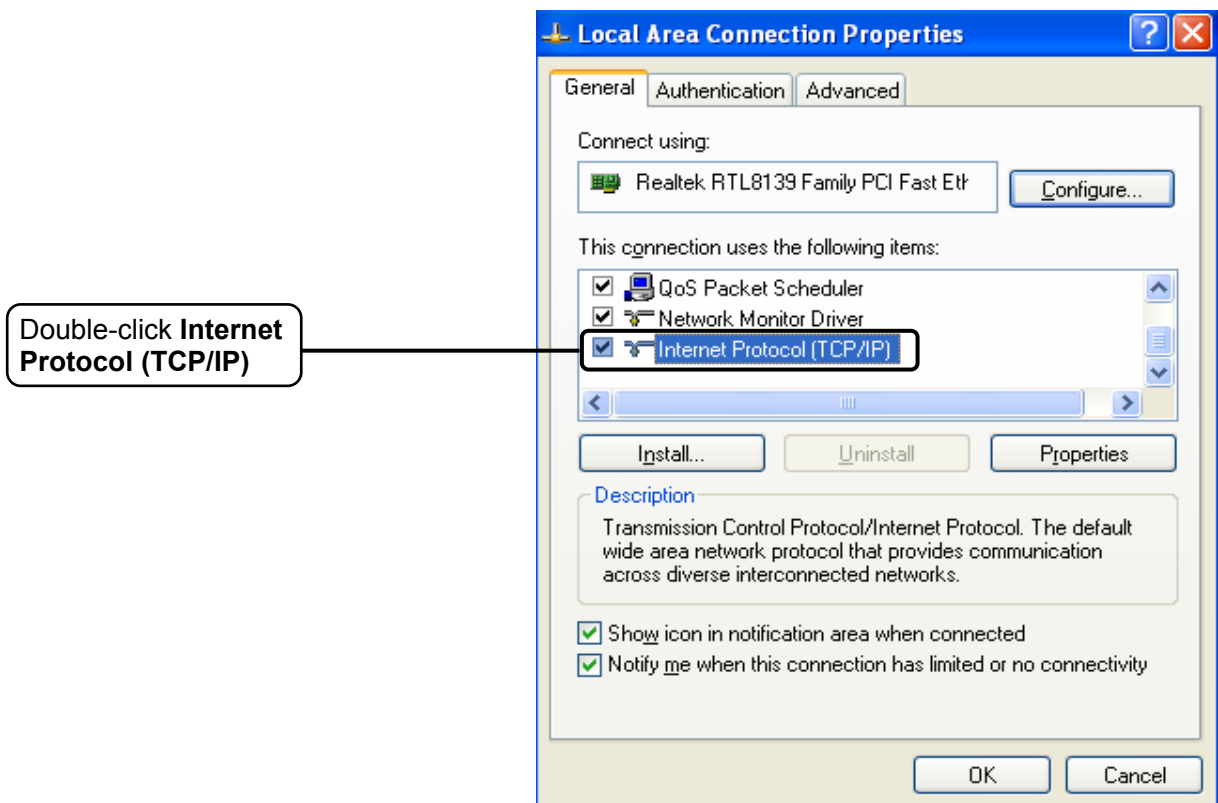 Local Area Connection Properties
General
Authentication
Advanced
Connect using:
Realtek RTL8139 Family PCI Fast Eth
Configure...
This connection uses the following items:
QoS Packet Scheduler
Network Monitor Driver
Internet Protocol (TCP/IP)
Double-click Internet
Protocol (TCP/IP)
Install...
Uninstall
Properties
Description
Transmission Control Protocol/Internet Protocol. The default
wide area network protocol that provides communication
across diverse interconnected networks.
Show icon in notification area when connected
Notify me when this connection has limited or no connectivity
OK
Cancel